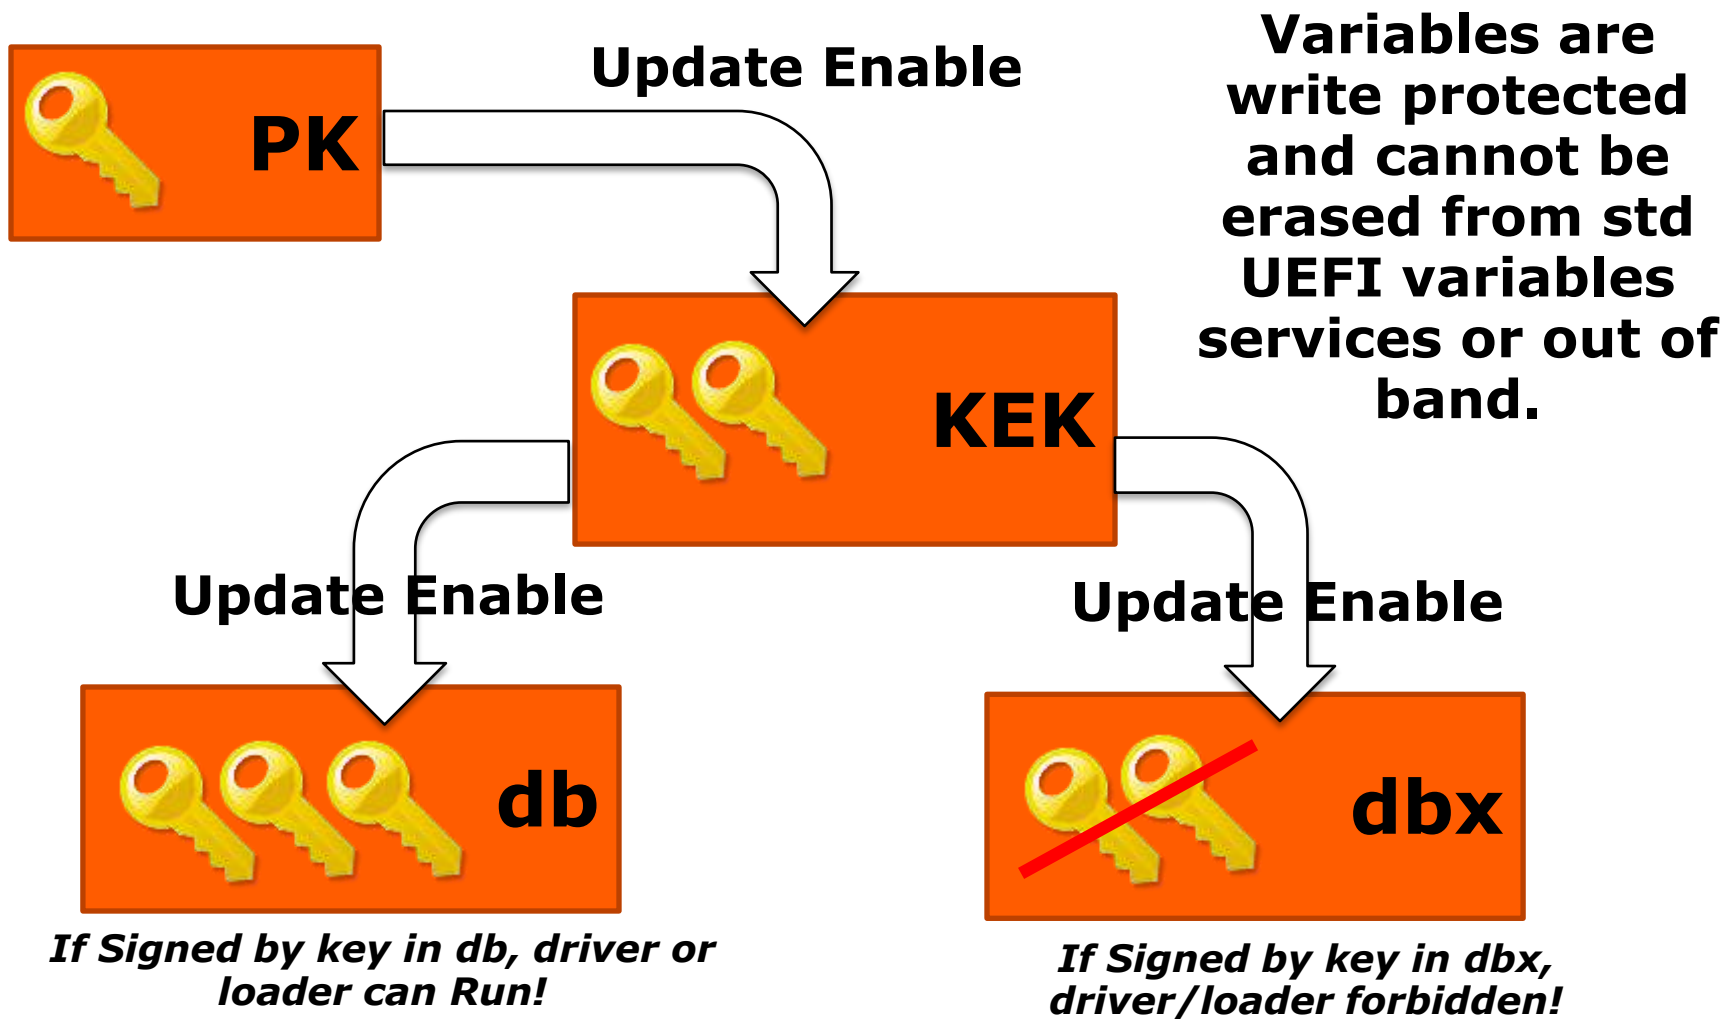 Update Enable
Variables are
write protected
and cannot be
erased from std
UEFI variables
services or out of
band.
PK
KEK
Update Enable
Update Enable
db
dbx
If Signed by key in db, driver or
loader can Run!
If Signed by key in dbx,
driver/loader forbidden!